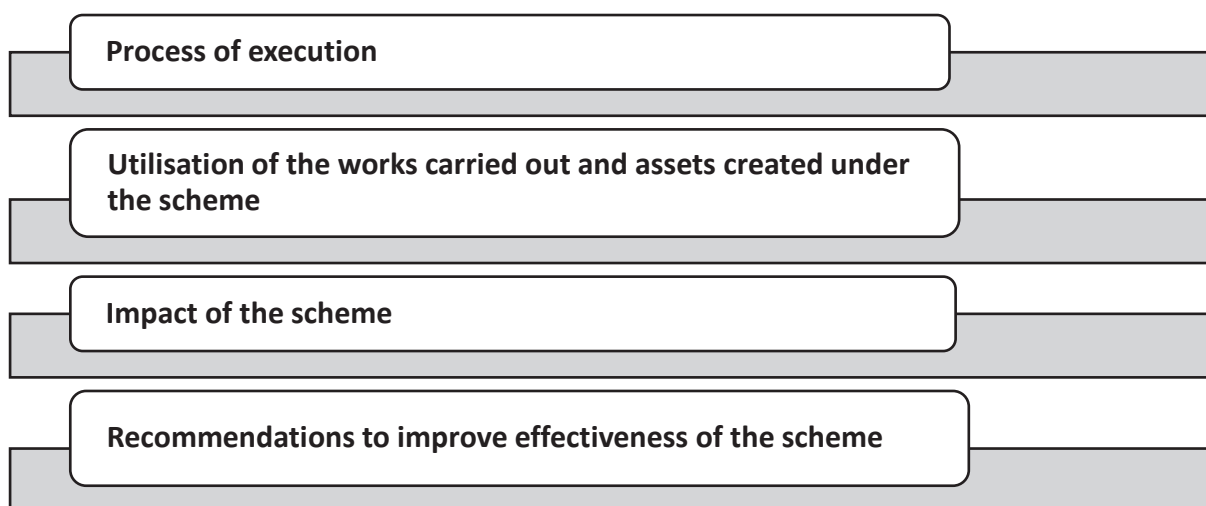 Process of execution
Utilisation of the works carried out and assets created under
the scheme
Impact of the scheme
Recommendations to improve effectiveness of the scheme